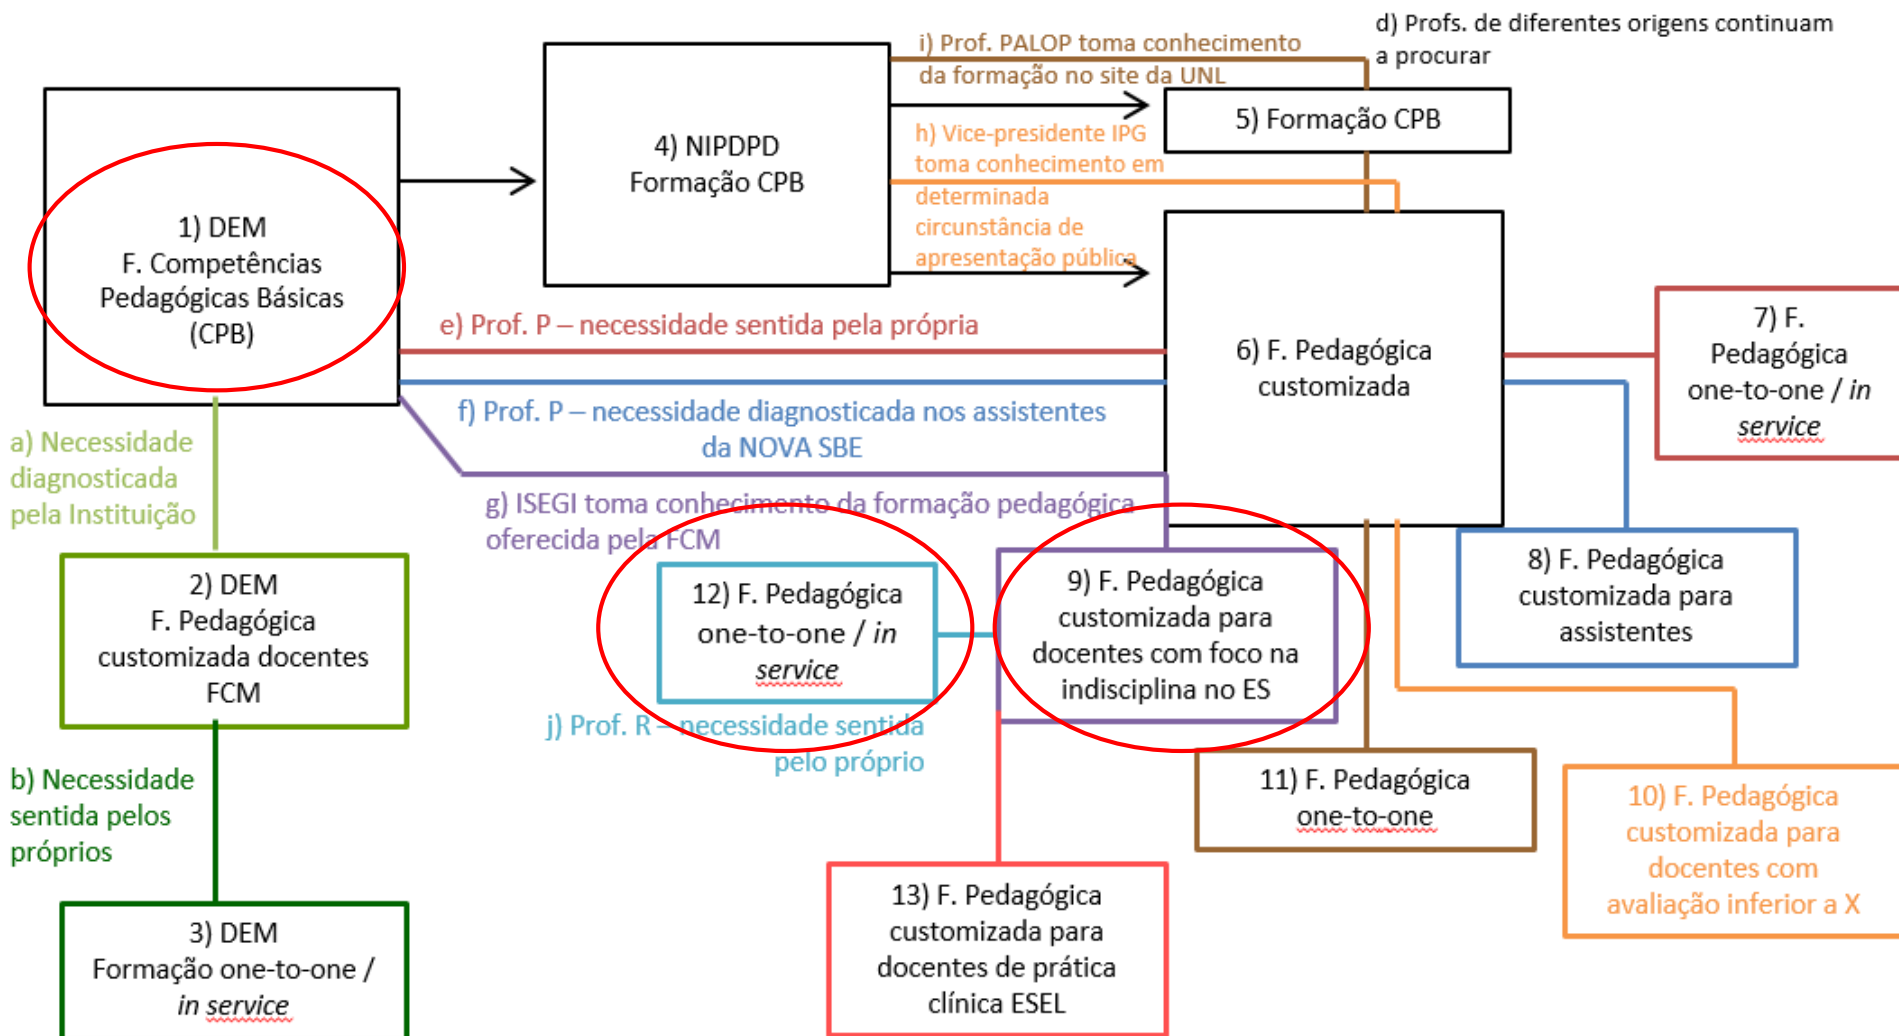 d) Profs. de diferentes origens continuam
a procurar
i) Prof. PALOP toma conhecimento
da formação no site da UNL
5) Formação CPB
4) NIPDPD
Formação CPB
h) Vice-presidente IPG
toma conhecimento em
determinada
circunstância de
apresentação pública
1) DEM
F. Competências
Pedagógicas Básicas
(CPB)
e) Prof. P – necessidade sentida pela própria
6) F. Pedagógica
customizada
7) F.
Pedagógica
one-to-one / in
service
f) Prof. P – necessidade diagnosticada nos assistentes
da NOVA SBE
a) Necessidade
diagnosticada
pela Instituição
g) ISEGI toma conhecimento da formação pedagógica
oferecida pela FCM
2) DEM
F. Pedagógica
customizada docentes
FCM
12) F. Pedagógica
one-to-one / in
service
9) F. Pedagógica
customizada para
docentes com foco na
indisciplina no ES
8) F. Pedagógica
customizada para
assistentes
j) Prof. R – necessidade sentida
pelo próprio
b) Necessidade
sentida pelos
próprios
11) F. Pedagógica
one-to-one
10) F. Pedagógica
customizada para
docentes com
avaliação inferior a X
3) DEM
Formação one-to-one /
in service
13) F. Pedagógica
customizada para
docentes de prática
clínica ESEL